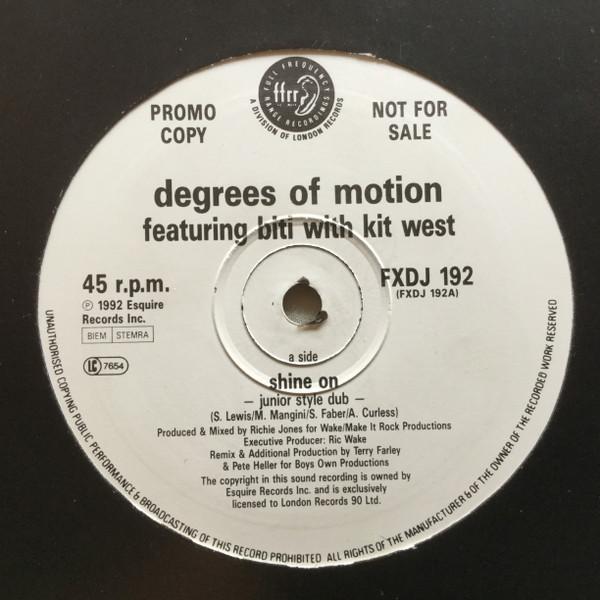 FULL FREQUENCY
RANGE RECORDINGS
ffrr
A DIVISION OF LONDON RECORDS
PROMO
COPY
NOT FOR
SALE
degrees of motion
featuring biti with kit west
45 r.p.m.
℗ 1992 Esquire
Records Inc.
BIEM STEMRA
LC 7654
FXDJ 192
(FXDJ 192A)
a side
shine on
– junior style dub –
(S. Lewis/M. Mangini/S. Faber/A. Curless)
Produced & Mixed by Richie Jones for Wake/Make It Rock Productions
Executive Producer: Ric Wake
Remix & Additional Production by Terry Farley
& Pete Heller for Boys Own Productions
The copyright in this sound recording is owned by
Esquire Records Inc. and is exclusively
licensed to London Records 90 Ltd.
UNAUTHORISED COPYING PUBLIC PERFORMANCE & BROADCASTING OF THIS RECORD PROHIBITED ALL RIGHTS OF THE MANUFACTURER & OF THE OWNER OF THE RECORDED WORK RESERVED